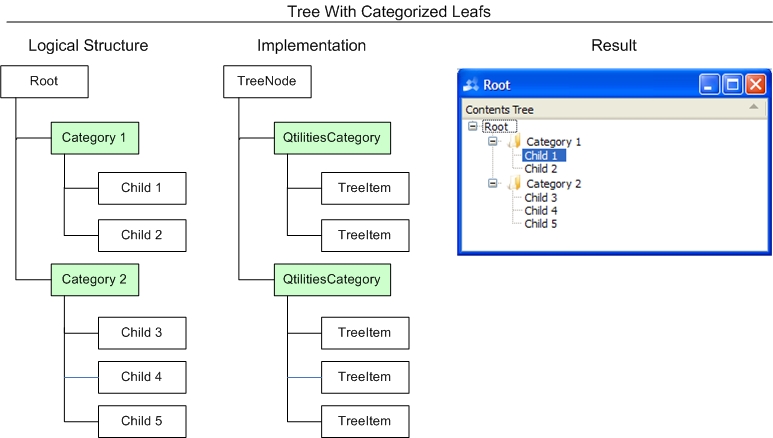 Tree With Categorized Leafs
Logical Structure
Root
Category 1
Child 1
Child 2
Category 2
Child 3
Child 4
Child 5
Implementation
TreeNode
QtilitiesCategory
TreeItem
TreeItem
QtilitiesCategory
TreeItem
TreeItem
TreeItem
Result
Root
Contents Tree
Root
Category 1
Child 1
Child 2
Category 2
Child 3
Child 4
Child 5